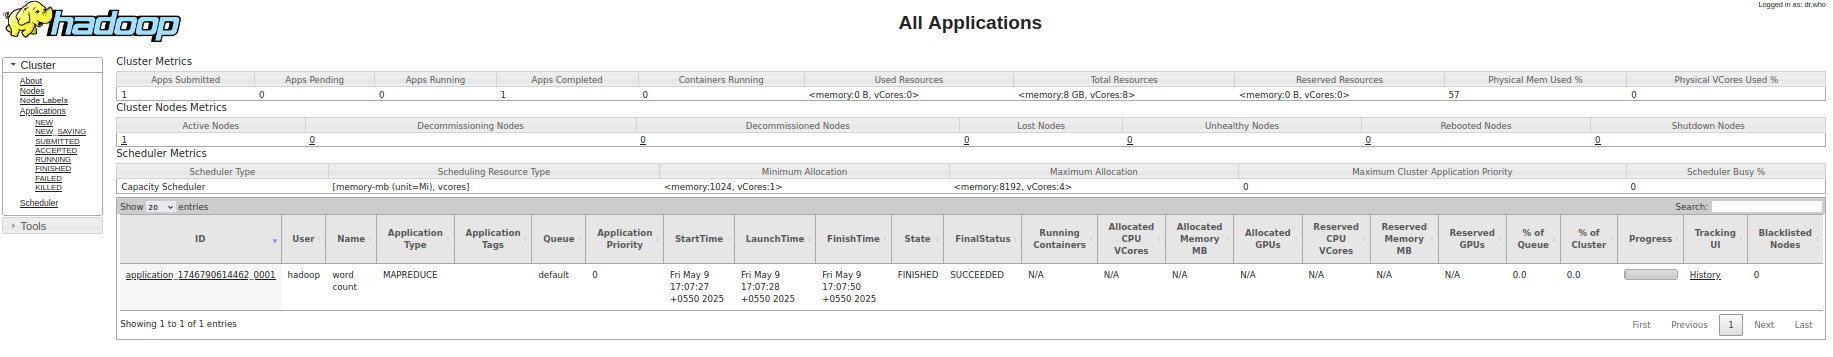 Logged in as: dr.who
hadoop
All Applications
Cluster
About
Nodes
Node Labels
Applications
NEW
NEW_SAVING
SUBMITTED
ACCEPTED
RUNNING
FINISHED
FAILED
KILLED
Scheduler
Tools
Cluster Metrics
Apps Submitted Apps Pending Apps Running Apps Completed Containers Running Used Resources Total Resources Reserved Resources Physical Mem Used % Physical VCores Used %
1 0 0 1 0 <memory:0 B, vCores:0> <memory:8 GB, vCores:8> <memory:0 B, vCores:0> 57 0
Cluster Nodes Metrics
Active Nodes Decommissioning Nodes Decommissioned Nodes Lost Nodes Unhealthy Nodes Rebooted Nodes Shutdown Nodes
1 0 0 0 0 0 0
Scheduler Metrics
Scheduler Type Scheduling Resource Type Minimum Allocation Maximum Allocation Maximum Cluster Application Priority Scheduler Busy %
Capacity Scheduler [memory-mb (unit=Mi), vcores] <memory:1024, vCores:1> <memory:8192, vCores:4> 0 0
Show 20 entries Search:
ID User Name Application Type Application Tags Queue Application Priority StartTime LaunchTime FinishTime State FinalStatus Running Containers Allocated CPU VCores Allocated Memory MB Allocated GPUs Reserved CPU VCores Reserved Memory MB Reserved GPUs % of Queue % of Cluster Progress Tracking UI Blacklisted Nodes
application_1746790614462_0001 hadoop word count MAPREDUCE default 0 Fri May 9 17:07:27 +0550 2025 Fri May 9 17:07:28 +0550 2025 Fri May 9 17:07:50 +0550 2025 FINISHED SUCCEEDED N/A N/A N/A N/A N/A N/A N/A 0.0 0.0 History 0
Showing 1 to 1 of 1 entries First Previous 1 Next Last